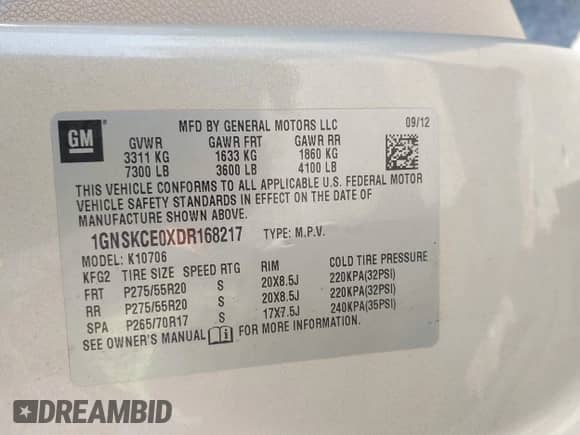 GM
MFD BY GENERAL MOTORS LLC 09/12
GVWR GAWR FRT GAWR RR
3311 KG 1633 KG 1860 KG
7300 LB 3600 LB 4100 LB
THIS VEHICLE CONFORMS TO ALL APPLICABLE U.S. FEDERAL MOTOR
VEHICLE SAFETY STANDARDS IN EFFECT ON THE DATE OF
MANUFACTURE SHOWN ABOVE.
1GNSKCE0XDR168217 TYPE: M.P.V.
MODEL: K10706
KFG2 TIRE SIZE SPEED RTG RIM COLD TIRE PRESSURE
FRT P275/55R20 S 20X8.5J 220KPA(32PSI)
RR P275/55R20 S 20X8.5J 220KPA(32PSI)
SPA P265/70R17 S 17X7.5J 240KPA(35PSI)
SEE OWNER'S MANUAL FOR MORE INFORMATION.
DREAMBID